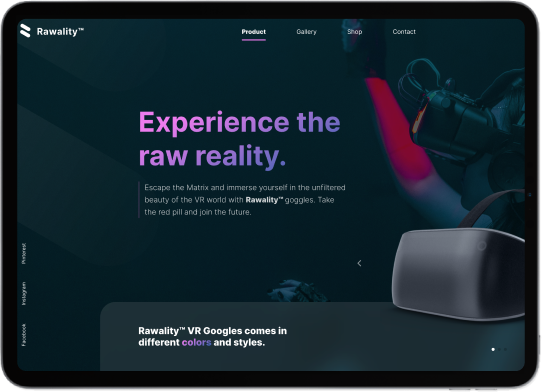 Rawality™
Product
Gallery
Shop
Contact
Experience the
raw reality.
Escape the Matrix and immerse yourself in the unfiltered
beauty of the VR world with Rawality™ goggles. Take
the red pill and join the future.
Pinterest
Instagram
Facebook
Rawality™ VR Googles comes in
different colors and styles.